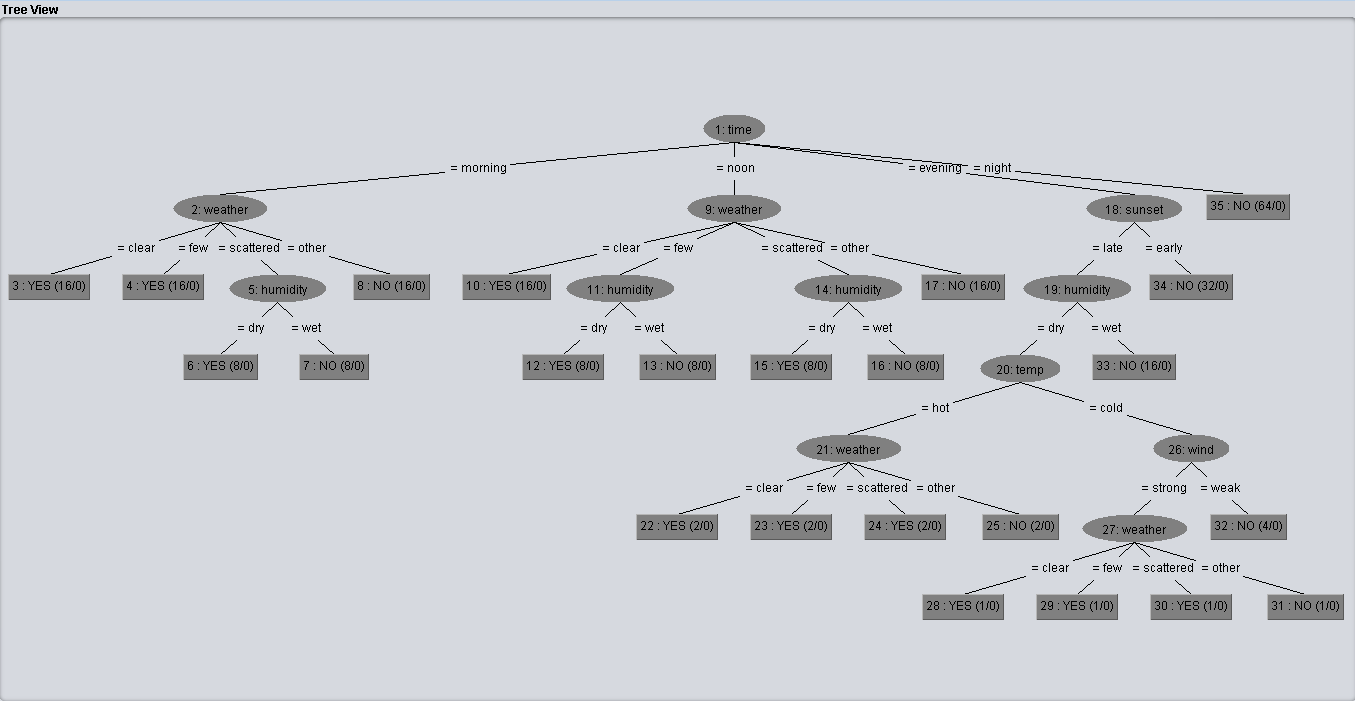 Tree View
1: time
= morning
= noon
= evening
= night
2: weather
9: weather
18: sunset
35 : NO (64/0)
= clear
= few
= scattered
= other
= clear
= few
= scattered
= other
= late
= early
3 : YES (16/0)
4 : YES (16/0)
5: humidity
8 : NO (16/0)
10 : YES (16/0)
11: humidity
14: humidity
17 : NO (16/0)
19: humidity
34 : NO (32/0)
= dry
= wet
= dry
= wet
= dry
= wet
= dry
= wet
6 : YES (8/0)
7 : NO (8/0)
12 : YES (8/0)
13 : NO (8/0)
15 : YES (8/0)
16 : NO (8/0)
20: temp
33 : NO (16/0)
= hot
= cold
21: weather
26: wind
= clear
= few
= scattered
= other
= strong
= weak
22 : YES (2/0)
23 : YES (2/0)
24 : YES (2/0)
25 : NO (2/0)
27: weather
32 : NO (4/0)
= clear
= few
= scattered
= other
28 : YES (1/0)
29 : YES (1/0)
30 : YES (1/0)
31 : NO (1/0)